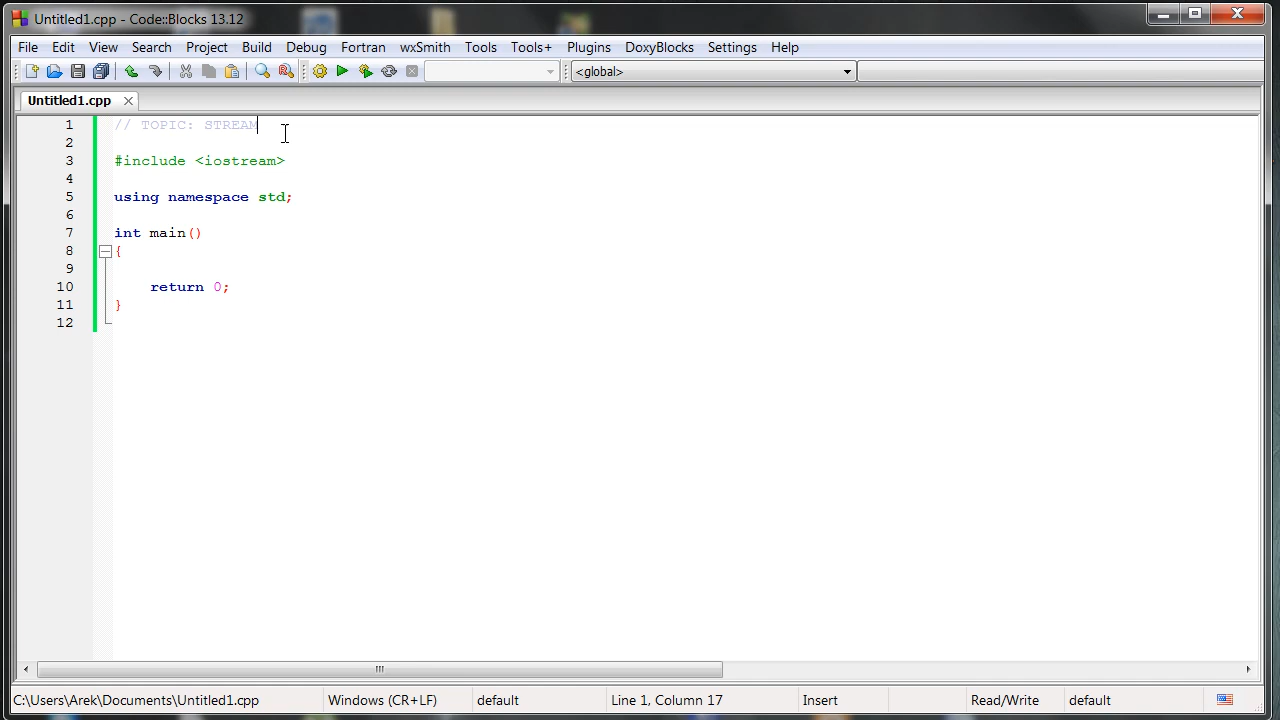 Untitled1.cpp - Code::Blocks 13.12
File Edit View Search Project Build Debug Fortran wxSmith Tools Tools+ Plugins DoxyBlocks Settings Help
<global>
Untitled1.cpp
1 // TOPIC: STREAM
2
3 #include <iostream>
4
5 using namespace std;
6
7 int main()
8 {
9
10 return 0;
11 }
12
C:\Users\Arek\Documents\Untitled1.cpp Windows (CR+LF) default Line 1, Column 17 Insert Read/Write default